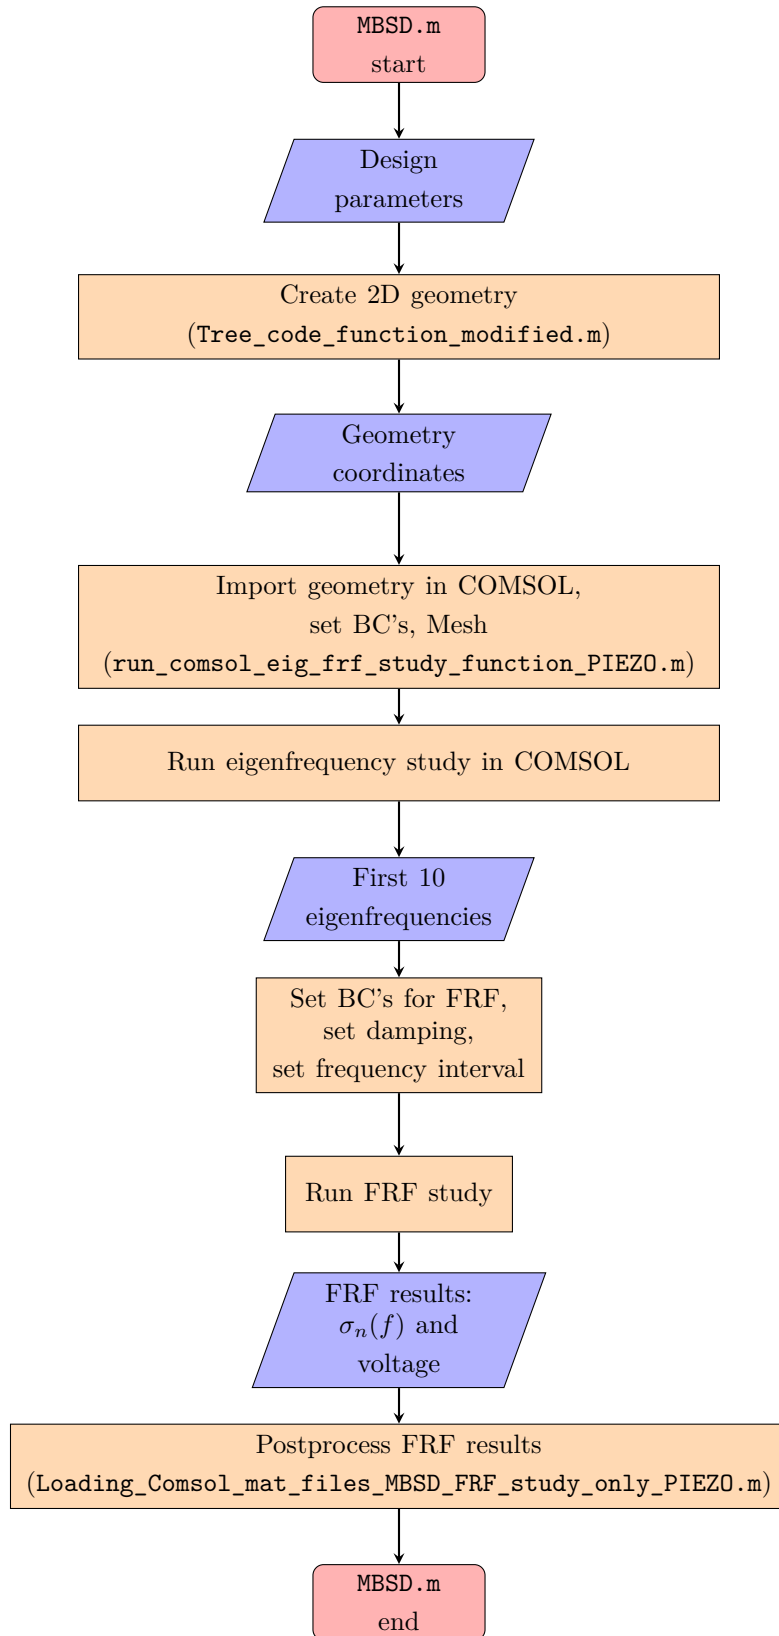 MBSD.m
start
Design
parameters
Create 2D geometry
(Tree_code_function_modified.m)
Geometry
coordinates
Import geometry in COMSOL,
set BC's, Mesh
(run_comsol_eig_frf_study_function_PIEZO.m)
Run eigenfrequency study in COMSOL
First 10
eigenfrequencies
Set BC's for FRF,
set damping,
set frequency interval
Run FRF study
FRF results:
σₙ(f) and
voltage
Postprocess FRF results
(Loading_Comsol_mat_files_MBSD_FRF_study_only_PIEZO.m)
MBSD.m
end